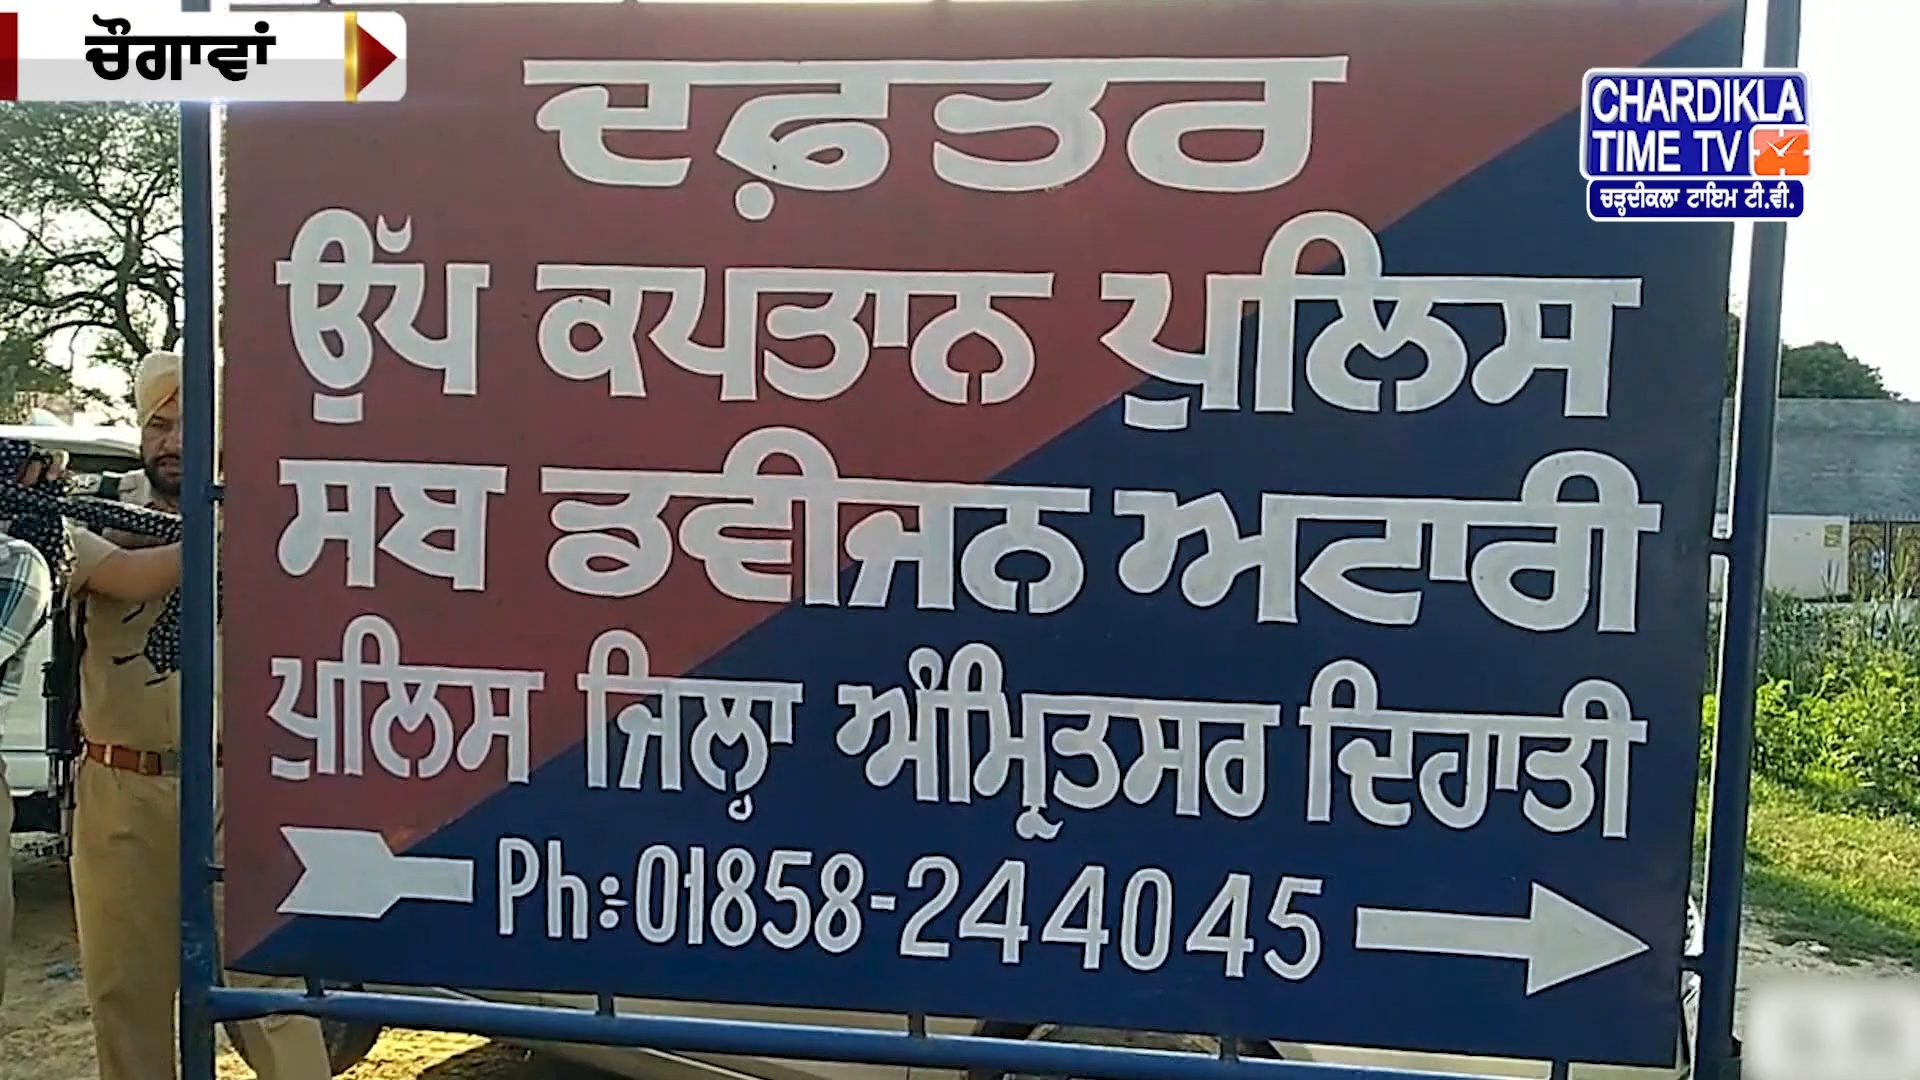 ਚੌਗਾਵਾਂ
CHARDIKLA
TIME TV
ਚੜ੍ਹਦੀਕਲਾ ਟਾਇਮ ਟੀ.ਵੀ.
ਦਫ਼ਤਰ
ਉੱਪ ਕਪਤਾਨ ਪੁਲਿਸ
ਸਬ ਡਵੀਜਨ ਅਟਾਰੀ
ਪੁਲਿਸ ਜਿਲ੍ਹਾ ਅੰਮ੍ਰਿਤਸਰ ਦਿਹਾਤੀ
Ph:-01858-244045